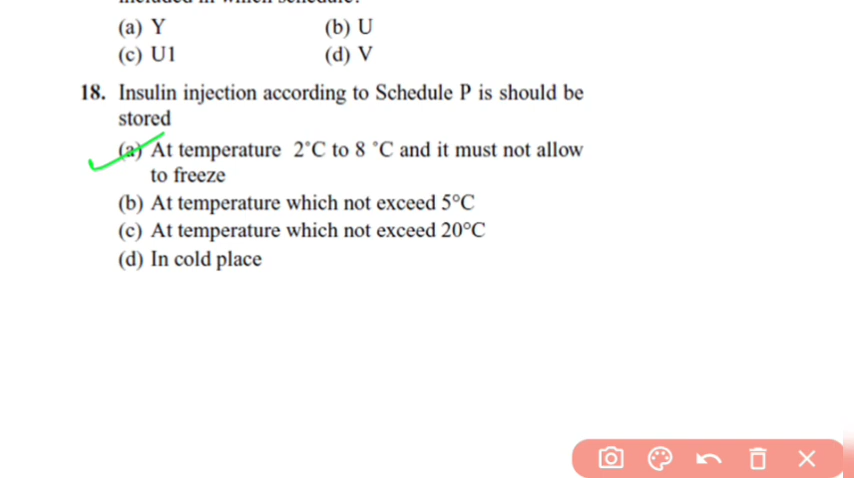 (a) Y (b) U
(c) U1 (d) V
18. Insulin injection according to Schedule P is should be
stored
(a) At temperature 2°C to 8 °C and it must not allow
to freeze
(b) At temperature which not exceed 5°C
(c) At temperature which not exceed 20°C
(d) In cold place